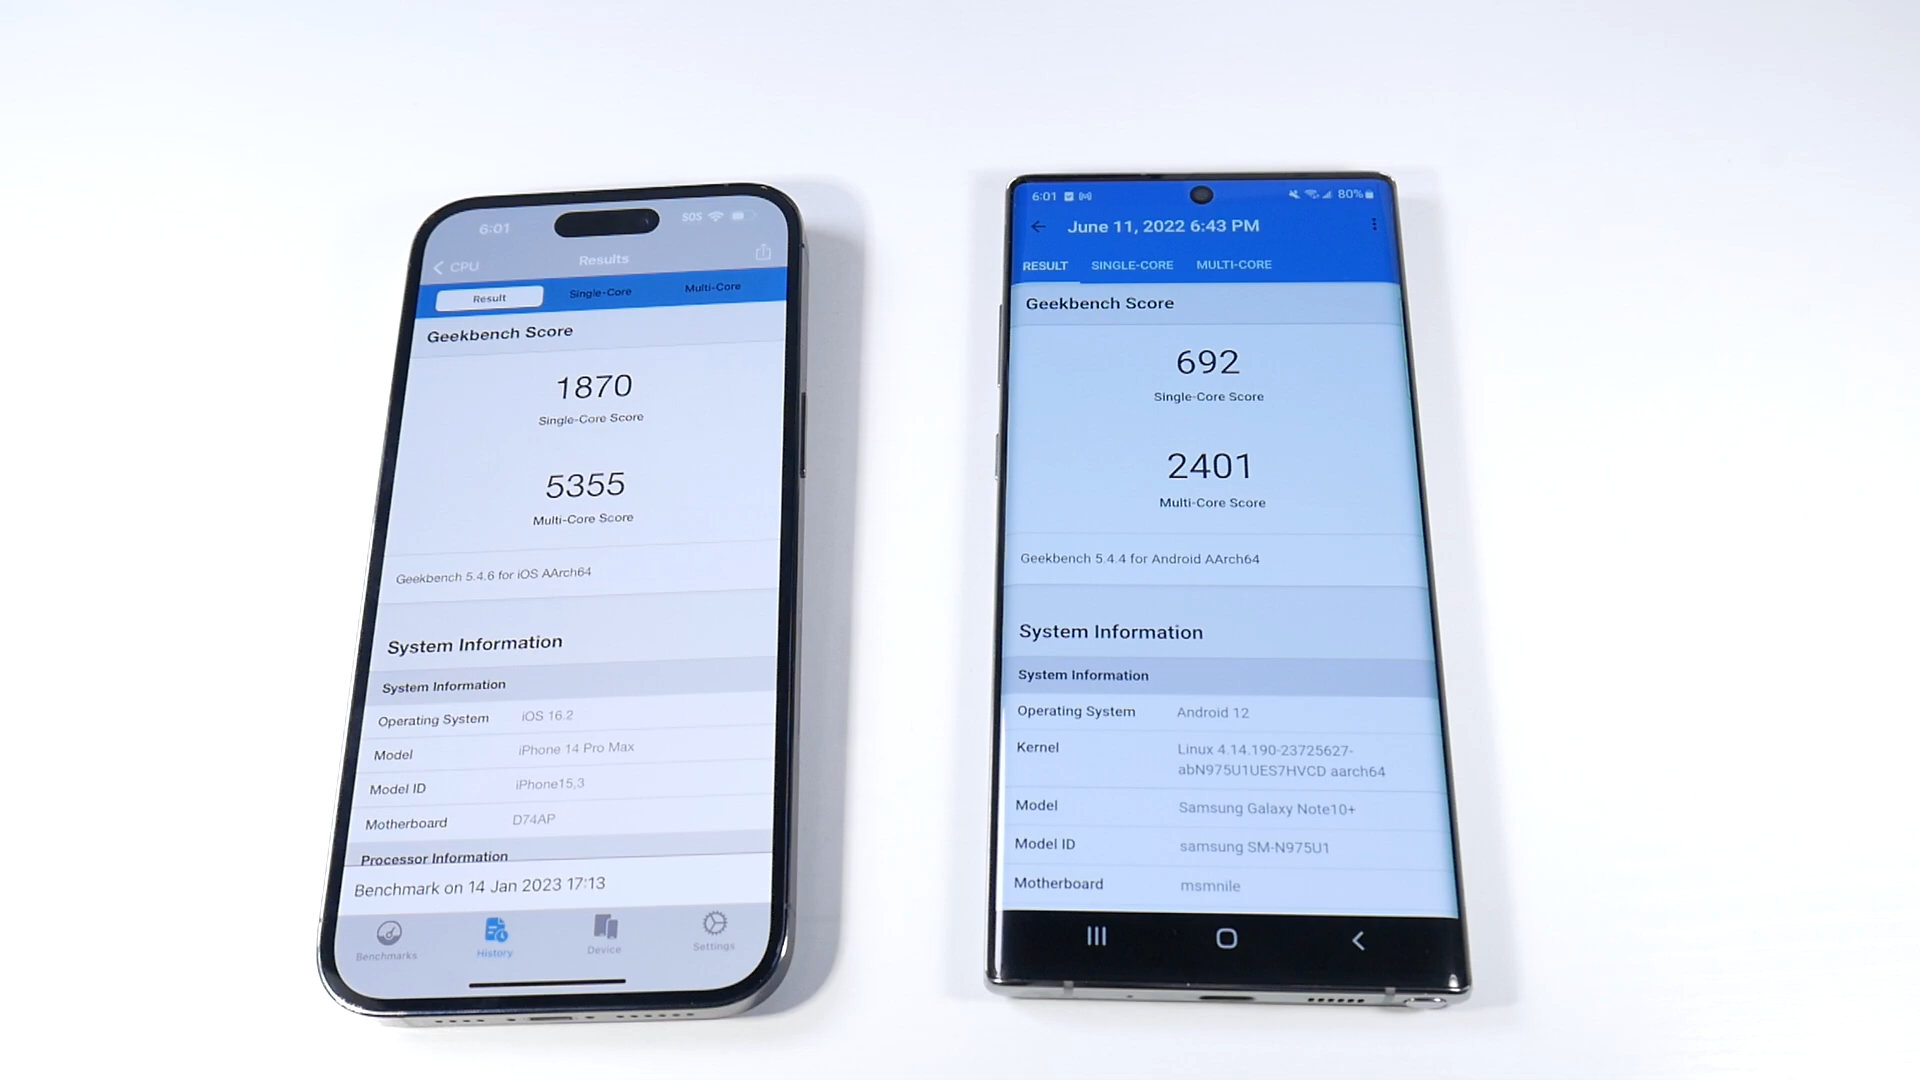 6:01 SOS
CPU Results
Result Single-Core Multi-Core
Geekbench Score
1870
Single-Core Score
5355
Multi-Core Score
Geekbench 5.4.6 for iOS AArch64
System Information
System Information
Operating System iOS 16.2
Model iPhone 14 Pro Max
Model ID iPhone15,3
Motherboard D74AP
Processor Information
Benchmark on 14 Jan 2023 17:13
Benchmarks History Device Settings
6:01 80%
June 11, 2022 6:43 PM
RESULT SINGLE-CORE MULTI-CORE
Geekbench Score
692
Single-Core Score
2401
Multi-Core Score
Geekbench 5.4.4 for Android AArch64
System Information
System Information
Operating System Android 12
Kernel Linux 4.14.190-23725627-
abN975U1UES7HVCD aarch64
Model Samsung Galaxy Note10+
Model ID samsung SM-N975U1
Motherboard msmnile